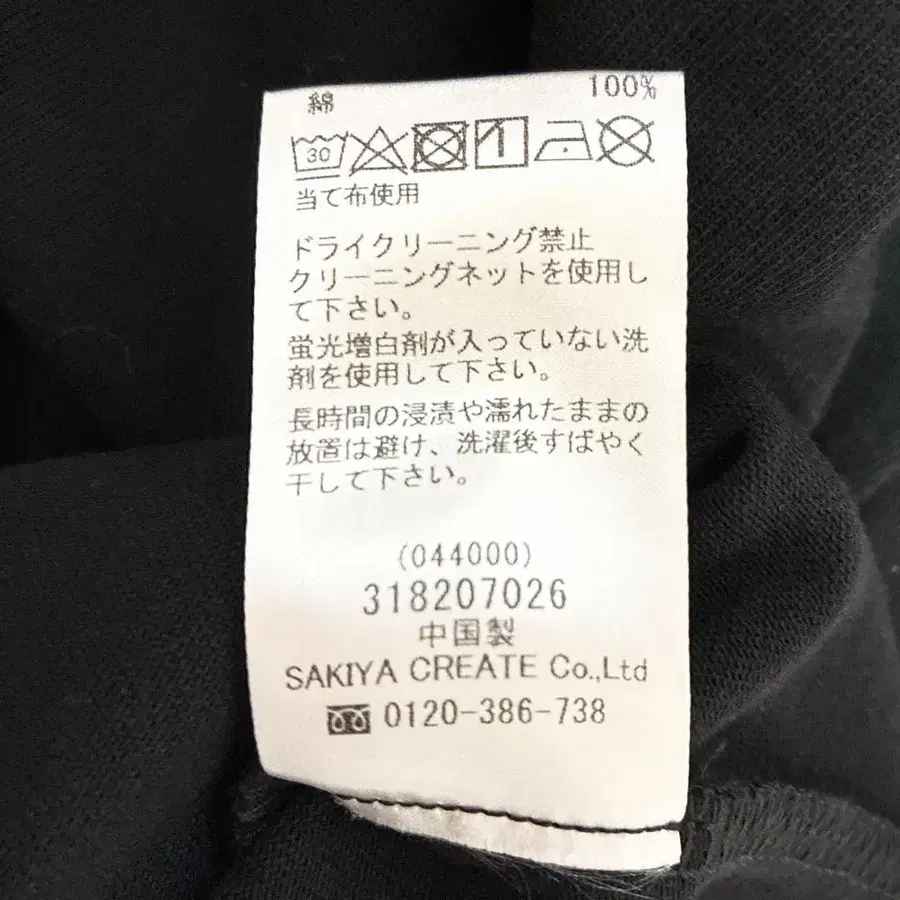 綿 100%
30
当て布使用
ドライクリーニング禁止
クリーニングネットを使用し
て下さい。
蛍光増白剤が入っていない洗
剤を使用して下さい。
長時間の浸漬や濡れたままの
放置は避け、洗濯後すばやく
干して下さい。
(044000)
318207026
中国製
SAKIYA CREATE Co.,Ltd
0120-386-738